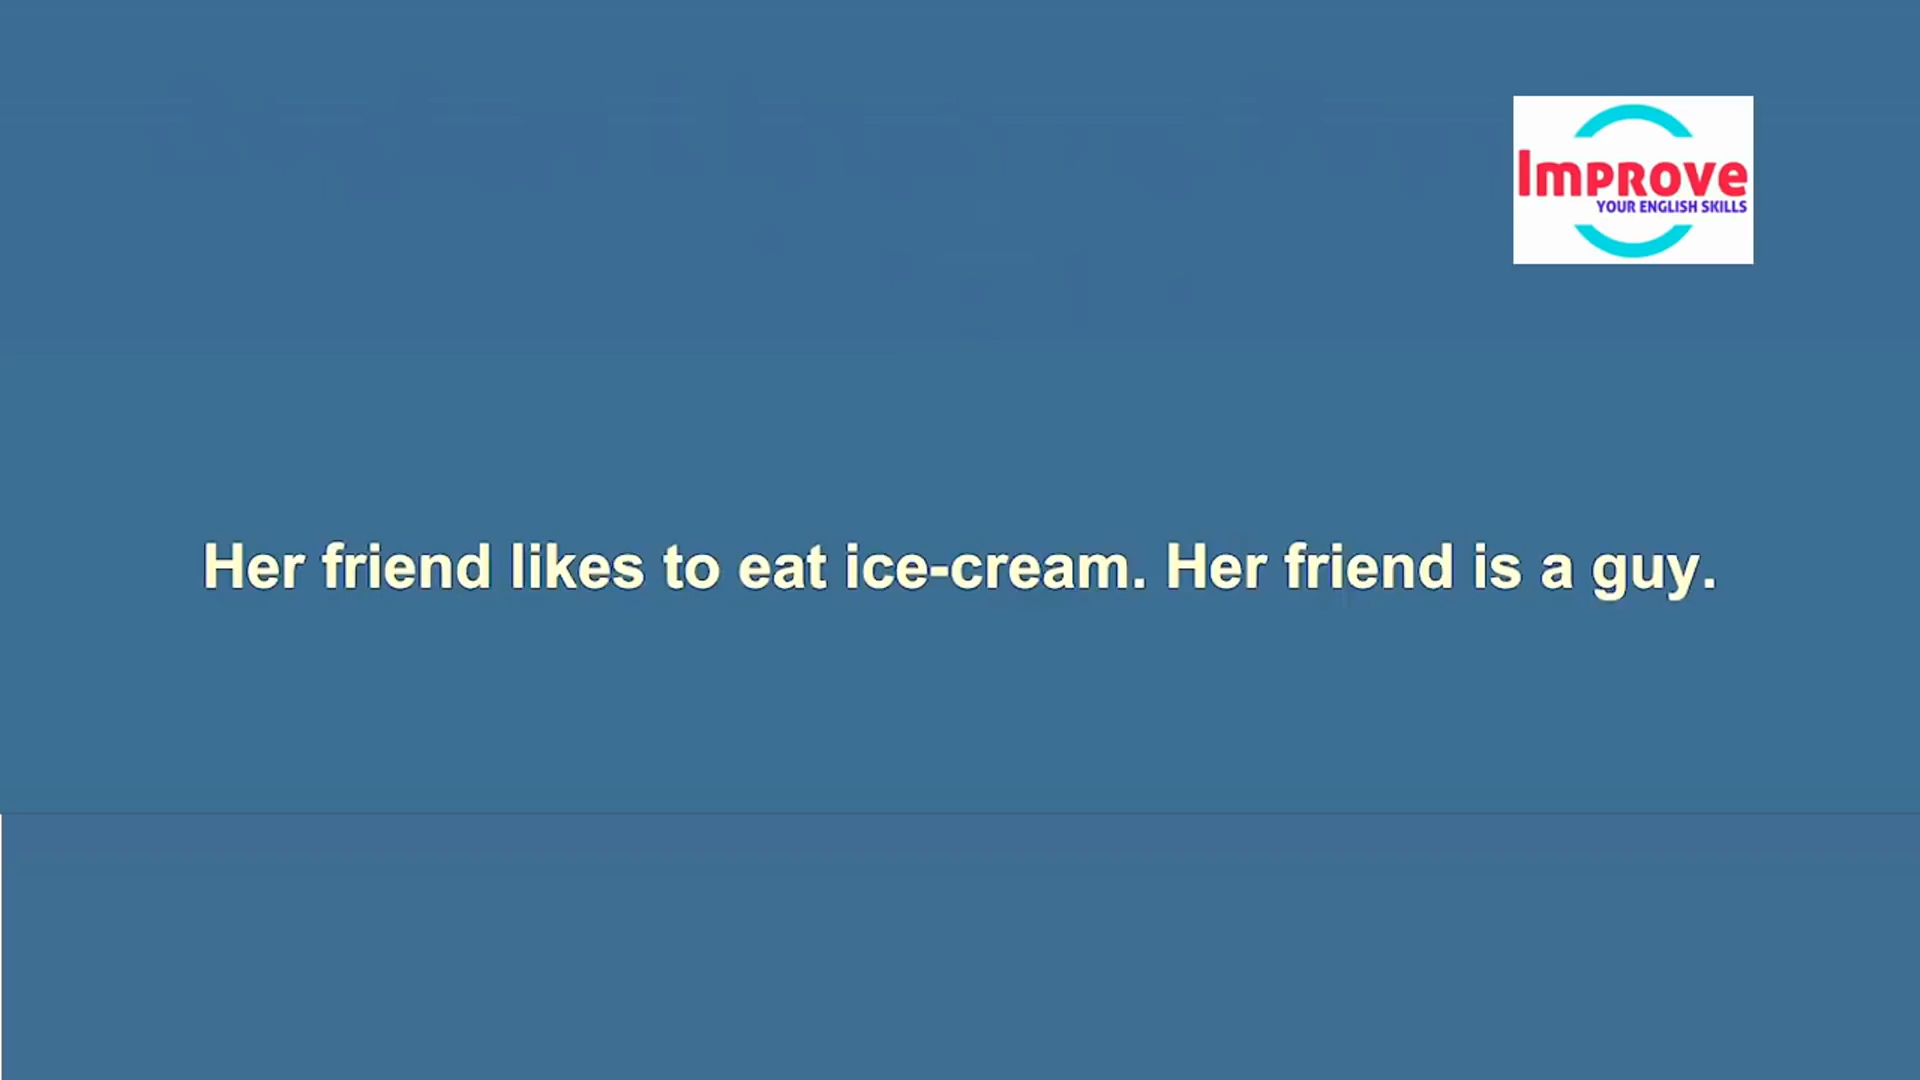 Improve
YOUR ENGLISH SKILLS
Her friend likes to eat ice-cream. Her friend is a guy.